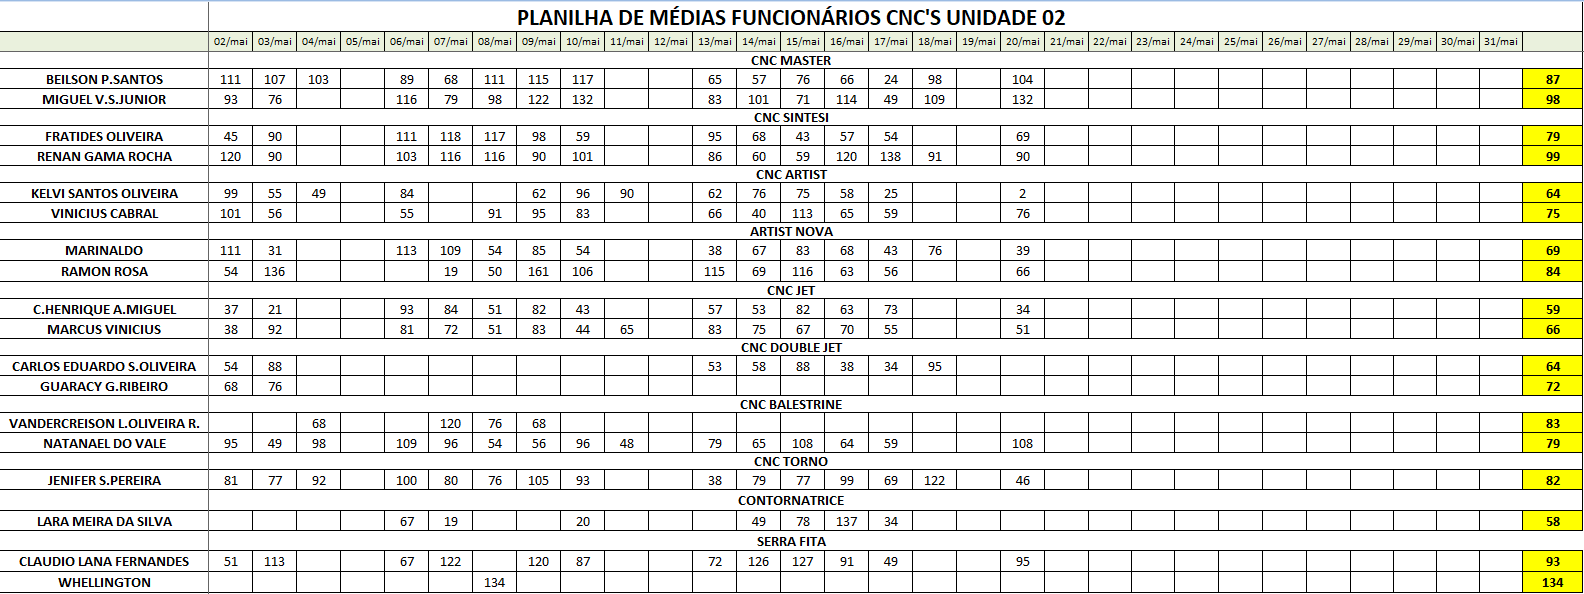 PLANILHA DE MÉDIAS FUNCIONÁRIOS CNC'S UNIDADE 02
02/mai 03/mai 04/mai 05/mai 06/mai 07/mai 08/mai 09/mai 10/mai 11/mai 12/mai 13/mai 14/mai 15/mai 16/mai 17/mai 18/mai 19/mai 20/mai 21/mai 22/mai 23/mai 24/mai 25/mai 26/mai 27/mai 28/mai 29/mai 30/mai 31/mai
CNC MASTER
BEILSON P.SANTOS 111 107 103 89 68 111 115 117 65 57 76 66 24 98 104 87
MIGUEL V.S.JUNIOR 93 76 116 79 98 122 132 83 101 71 114 49 109 132 98
CNC SINTESI
FRATIDES OLIVEIRA 45 90 111 118 117 98 59 95 68 43 57 54 69 79
RENAN GAMA ROCHA 120 90 103 116 116 90 101 86 60 59 120 138 91 90 99
CNC ARTIST
KELVI SANTOS OLIVEIRA 99 55 49 84 62 96 90 62 76 75 58 25 2 64
VINICIUS CABRAL 101 56 55 91 95 83 66 40 113 65 59 76 75
ARTIST NOVA
MARINALDO 111 31 113 109 54 85 54 38 67 83 68 43 76 39 69
RAMON ROSA 54 136 19 50 161 106 115 69 116 63 56 66 84
CNC JET
C.HENRIQUE A.MIGUEL 37 21 93 84 51 82 43 57 53 82 63 73 34 59
MARCUS VINICIUS 38 92 81 72 51 83 44 65 83 75 67 70 55 51 66
CNC DOUBLE JET
CARLOS EDUARDO S.OLIVEIRA 54 88 53 58 88 38 34 95 64
GUARACY G.RIBEIRO 68 76 72
CNC BALESTRINE
VANDERCREISON L.OLIVEIRA R. 68 120 76 68 83
NATANAEL DO VALE 95 49 98 109 96 54 56 96 48 79 65 108 64 59 108 79
CNC TORNO
JENIFER S.PEREIRA 81 77 92 100 80 76 105 93 38 79 77 99 69 122 46 82
CONTORNATRICE
LARA MEIRA DA SILVA 67 19 20 49 78 137 34 58
SERRA FITA
CLAUDIO LANA FERNANDES 51 113 67 122 120 87 72 126 127 91 49 95 93
WHELLINGTON 134 134